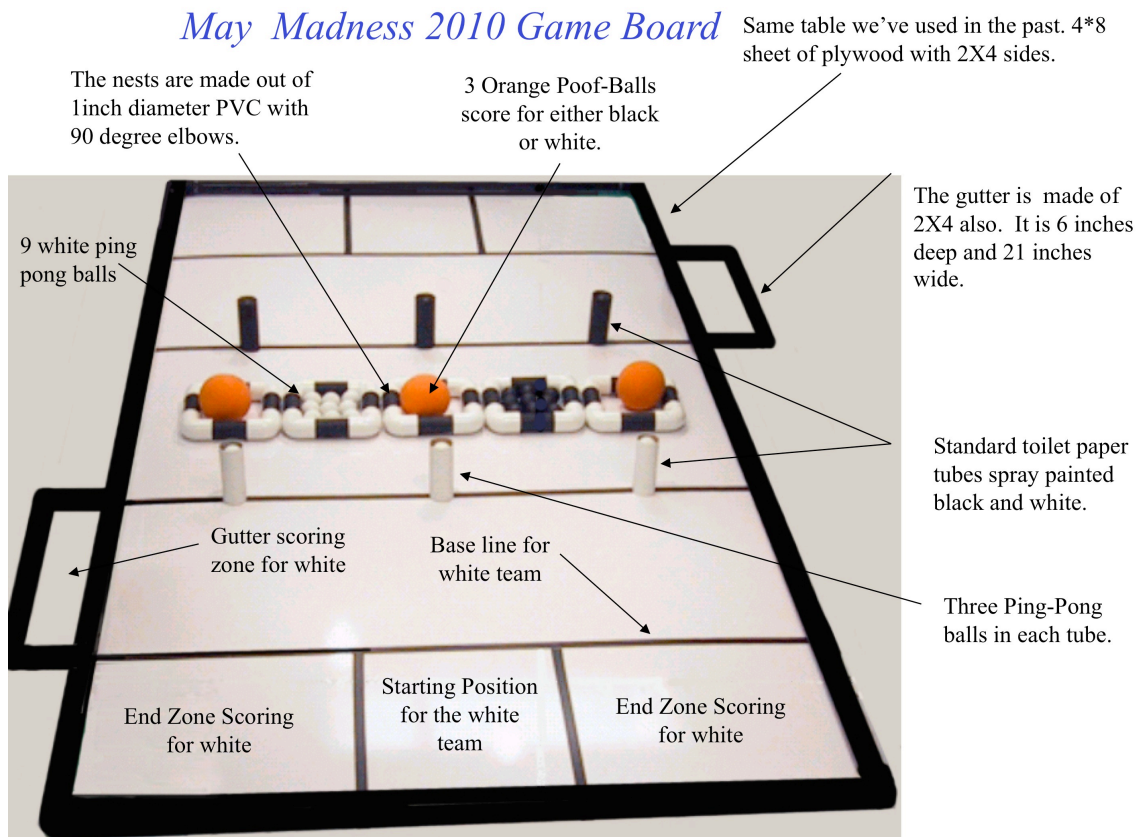 May Madness 2010 Game Board
Same table we've used in the past. 4*8
sheet of plywood with 2X4 sides.
The nests are made out of
1inch diameter PVC with
90 degree elbows.
3 Orange Poof-Balls
score for either black
or white.
The gutter is made of
2X4 also. It is 6 inches
deep and 21 inches
wide.
9 white ping
pong balls
Standard toilet paper
tubes spray painted
black and white.
Gutter scoring
zone for white
Base line for
white team
Three Ping-Pong
balls in each tube.
End Zone Scoring
for white
Starting Position
for the white
team
End Zone Scoring
for white